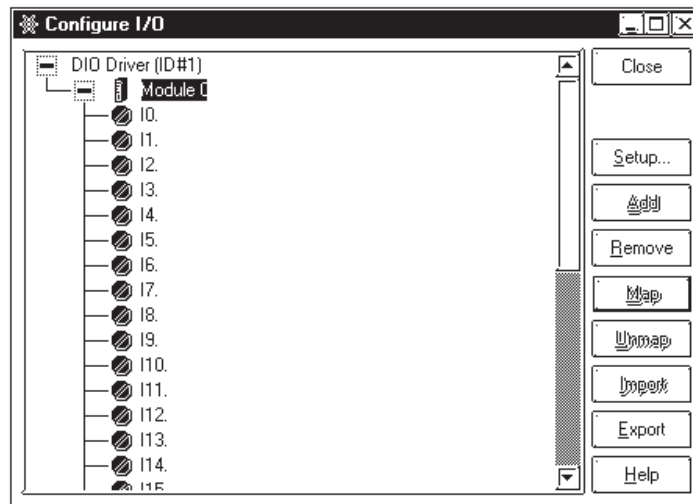 Configure I/O
DIO Driver (ID#1)
Module 0
I0.
I1.
I2.
I3.
I4.
I5.
I6.
I7.
I8.
I9.
I10.
I11.
I12.
I13.
I14.
I15.
Close
Setup...
Add
Remove
Map
Unmap
Import
Export
Help